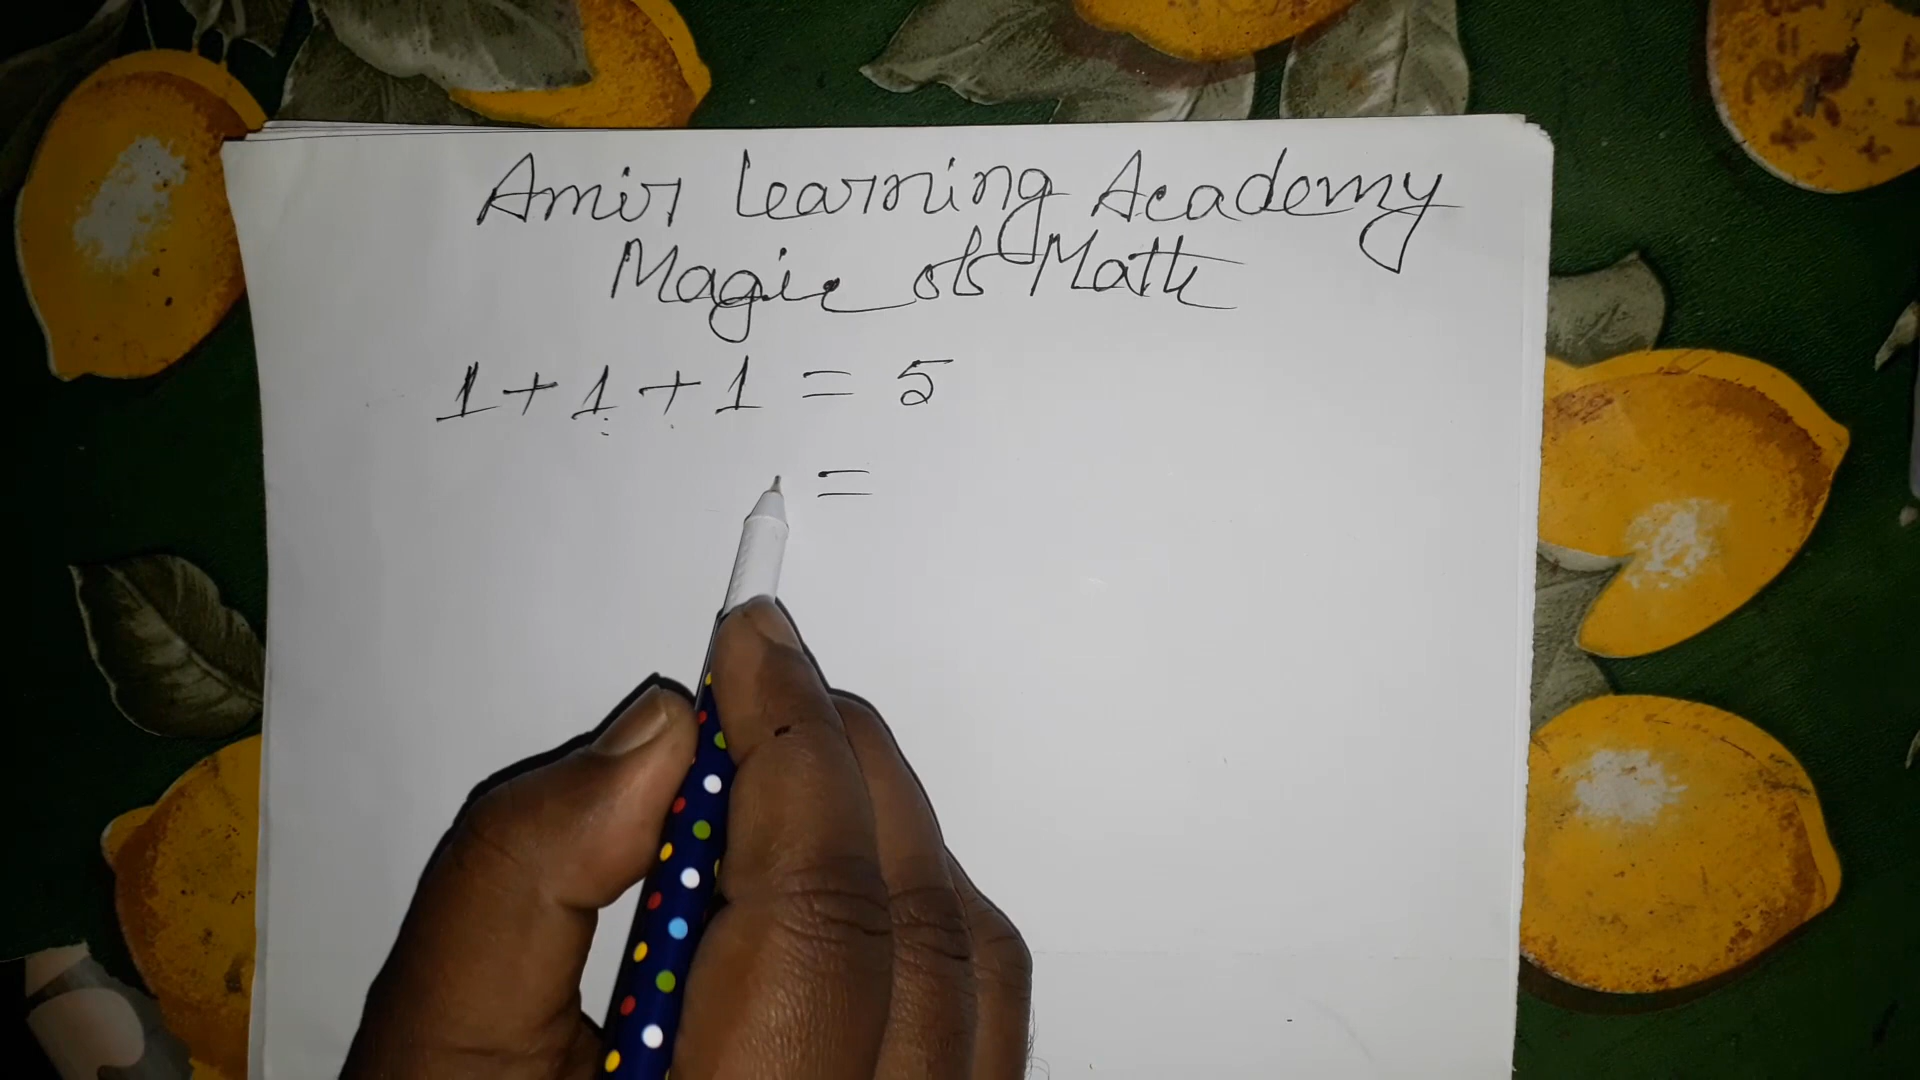 Amir Learning Academy
Magic of Math
1 + 1 + 1 = 5
=